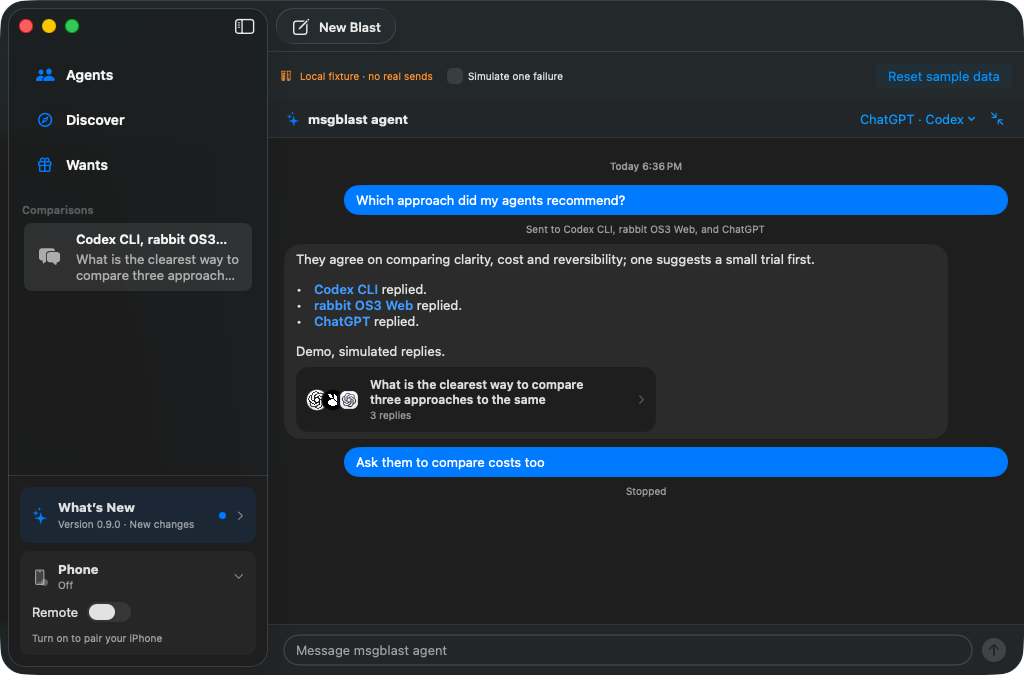 New Blast
Agents
Discover
Wants
Comparisons
Codex CLI, rabbit OS3...
What is the clearest way to
compare three approach...
What's New
Version 0.9.0 · New changes
Phone
Off
Remote
Turn on to pair your iPhone
Local fixture · no real sends
Simulate one failure
Reset sample data
msgblast agent
ChatGPT · Codex
Today 6:36 PM
Which approach did my agents recommend?
Sent to Codex CLI, rabbit OS3 Web, and ChatGPT
They agree on comparing clarity, cost and reversibility; one suggests a small trial first.
• Codex CLI replied.
• rabbit OS3 Web replied.
• ChatGPT replied.
Demo, simulated replies.
What is the clearest way to compare
three approaches to the same
3 replies
Ask them to compare costs too
Stopped
Message msgblast agent